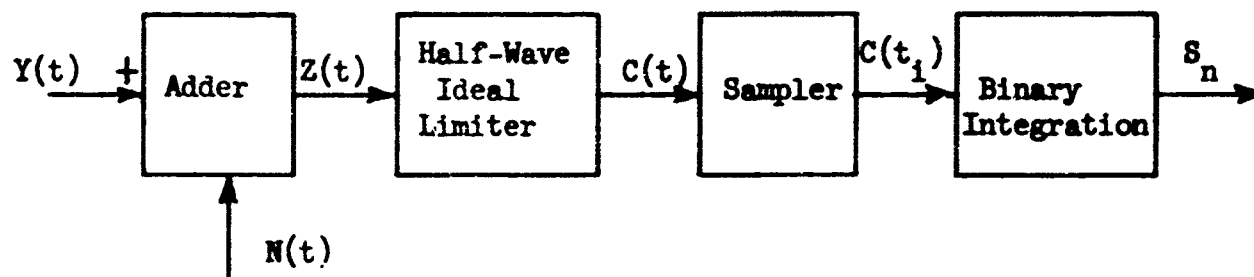 Y(t)
+
Adder
Z(t)
Half-Wave
Ideal
Limiter
C(t)
Sampler
C(t_i)
Binary
Integration
S_n
N(t)